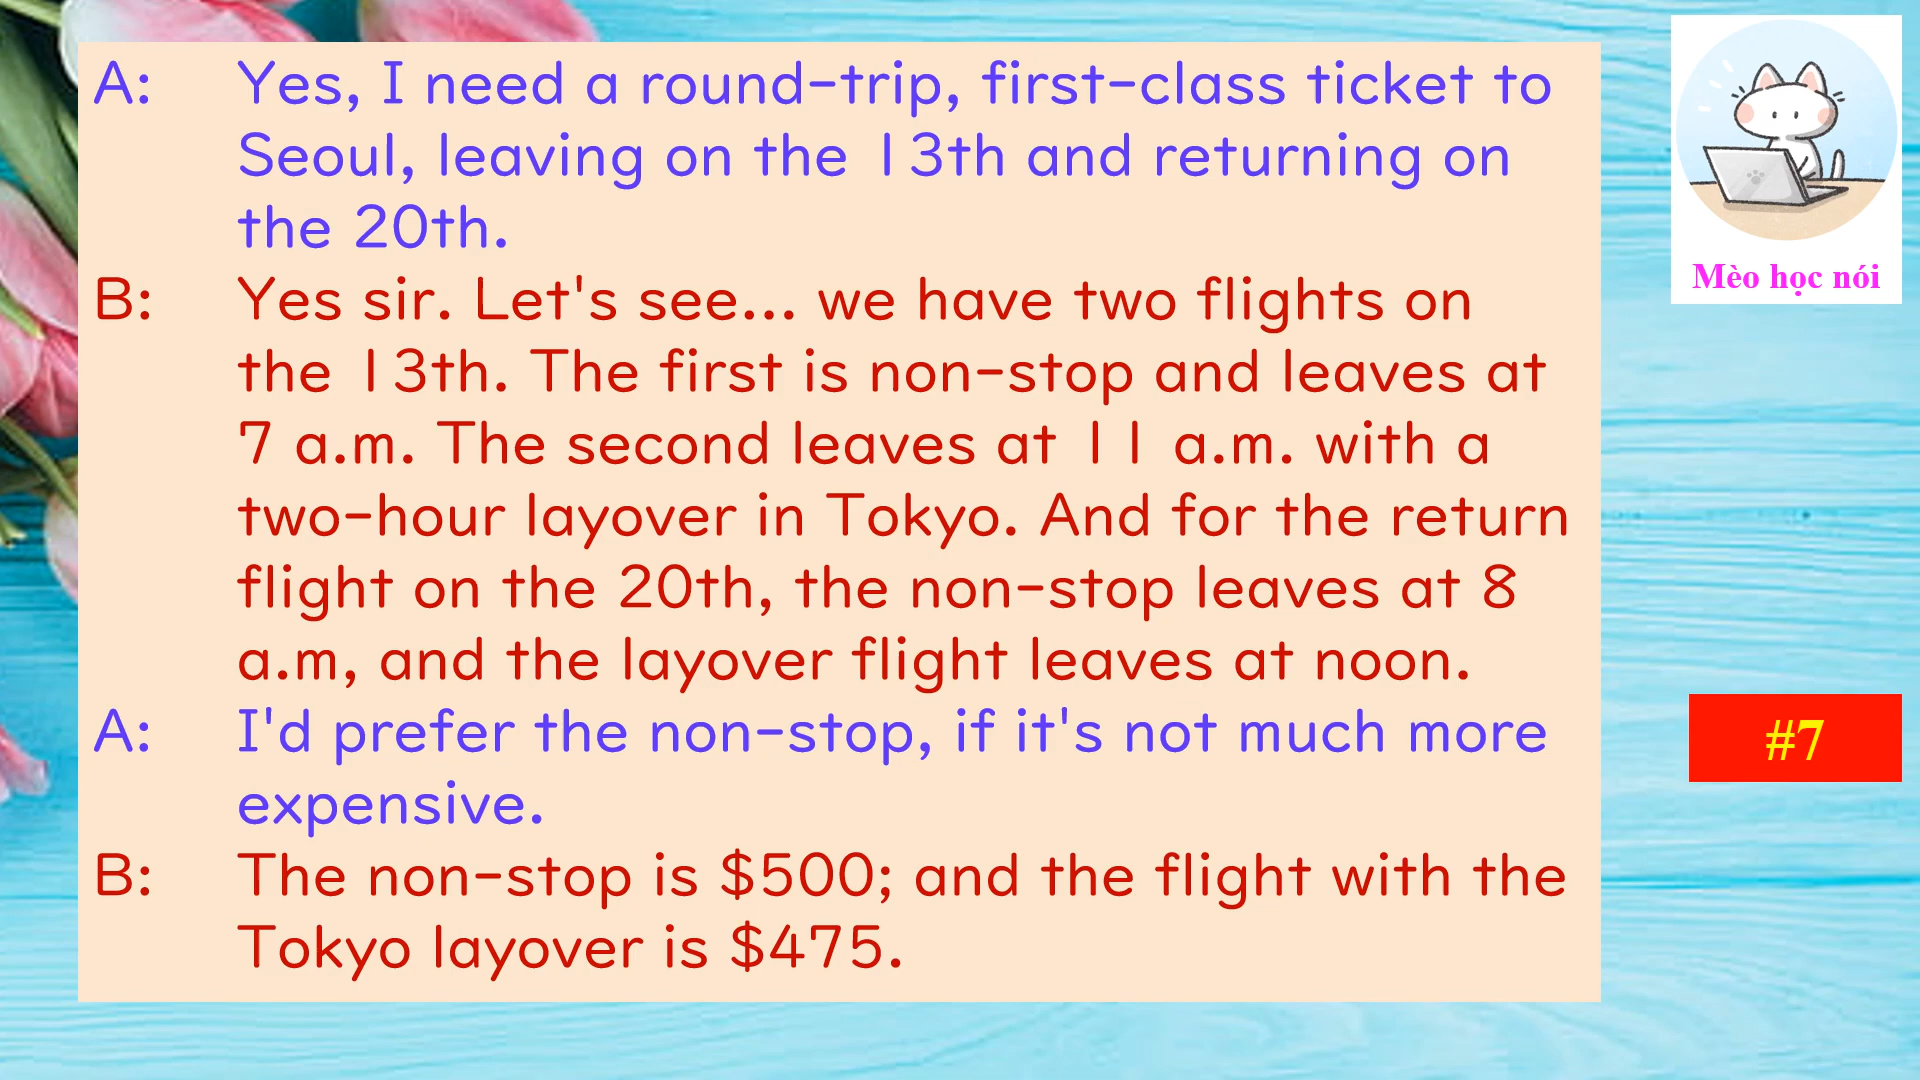 A: Yes, I need a round-trip, first-class ticket to
Seoul, leaving on the 13th and returning on
the 20th.
B: Yes sir. Let's see... we have two flights on
the 13th. The first is non-stop and leaves at
7 a.m. The second leaves at 11 a.m. with a
two-hour layover in Tokyo. And for the return
flight on the 20th, the non-stop leaves at 8
a.m, and the layover flight leaves at noon.
A: I'd prefer the non-stop, if it's not much more
expensive.
B: The non-stop is $500; and the flight with the
Tokyo layover is $475.
Mèo học nói
#7